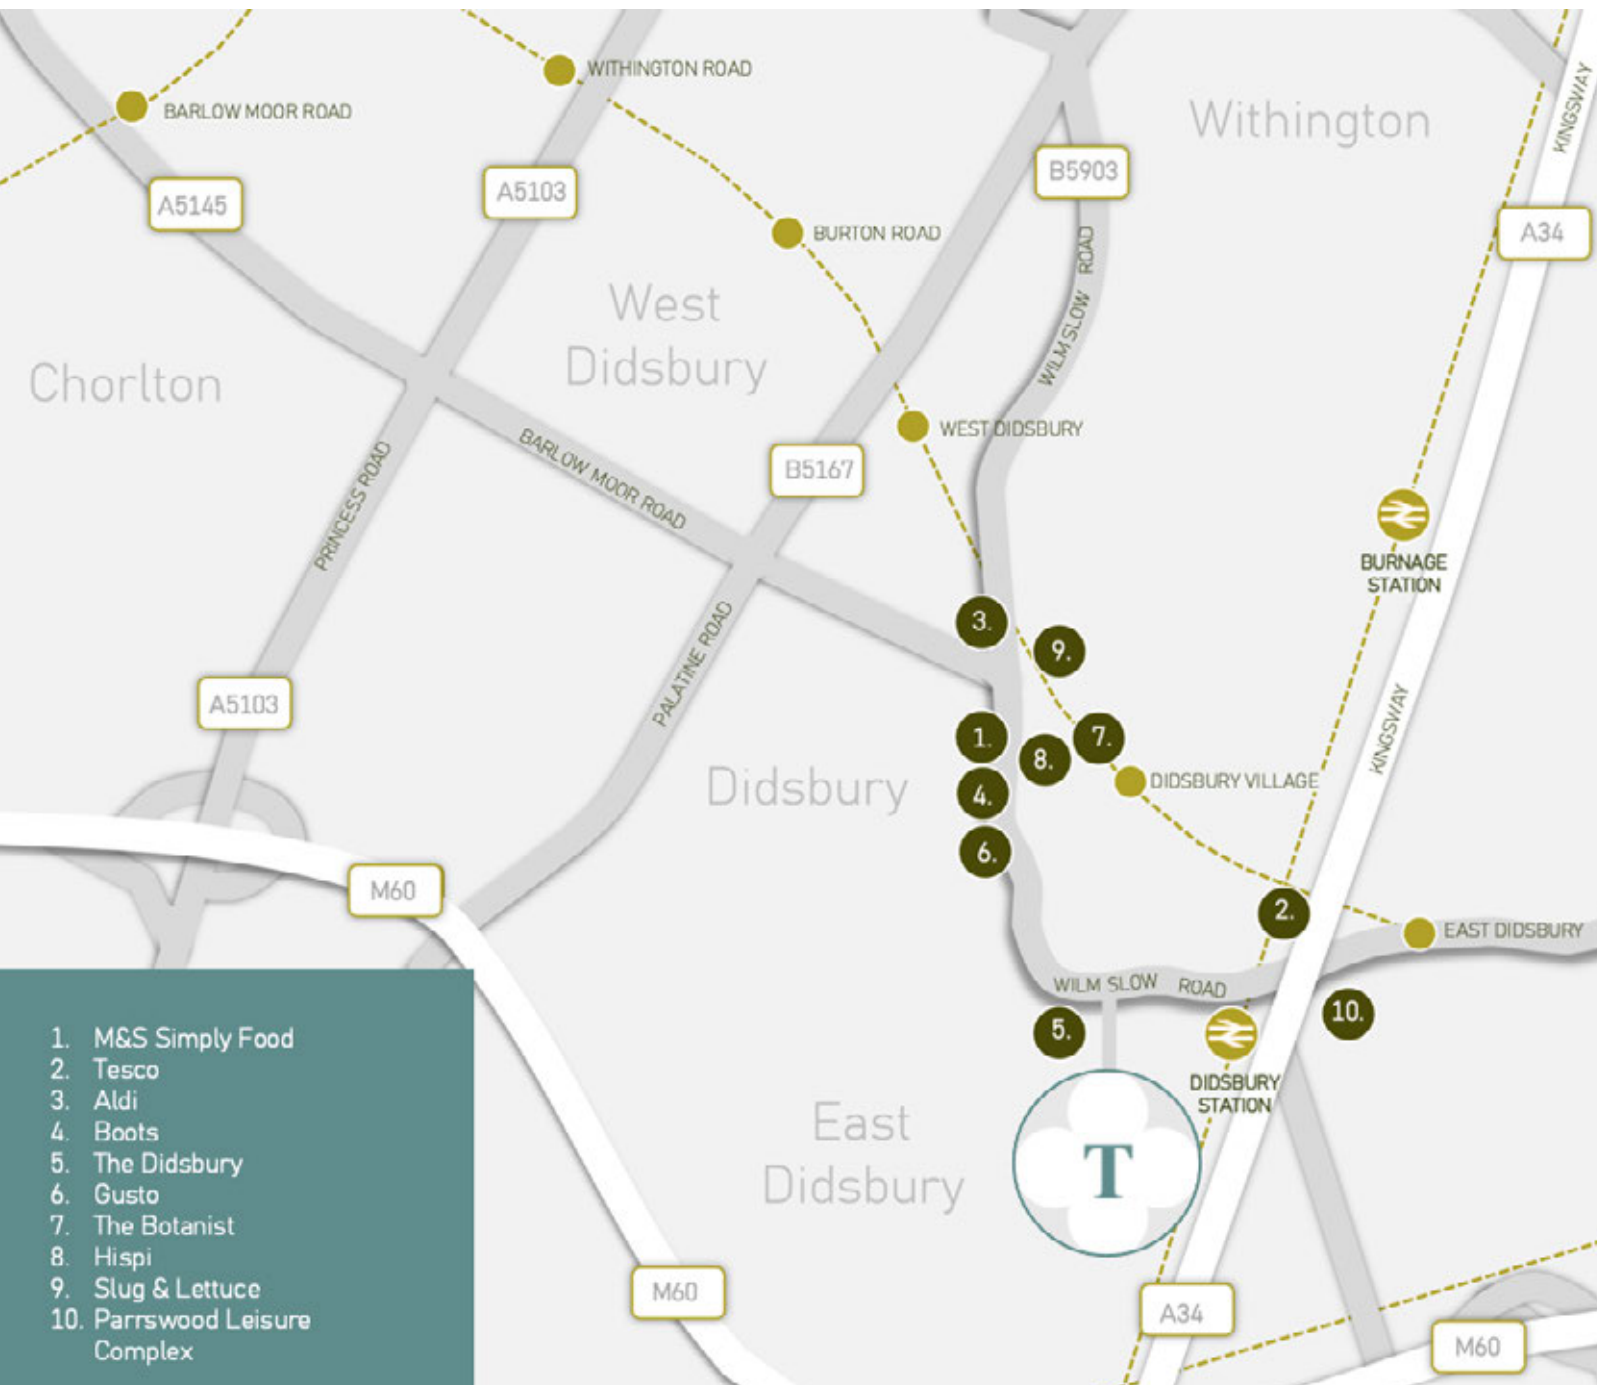 WITHINGTON ROAD
BARLOW MOOR ROAD
KINGSWAY
Withington
B5903
A5103
A5145
BURTON ROAD
A34
WILM SLOW ROAD
West
Didsbury
Chorlton
WEST DIDSBURY
BARLOW MOOR ROAD
B5167
PRINCESS ROAD
BURNAGE
STATION
3.
9.
PALATINE ROAD
A5103
KINGSWAY
1.
7.
8.
DIDSBURY VILLAGE
Didsbury
4.
6.
M60
2.
EAST DIDSBURY
WILM SLOW ROAD
10.
5.
DIDSBURY
STATION
East
Didsbury
T
1. M&S Simply Food
2. Tesco
3. Aldi
4. Boots
5. The Didsbury
6. Gusto
7. The Botanist
8. Hispi
9. Slug & Lettuce
10. Parrswood Leisure
Complex
M60
A34
M60